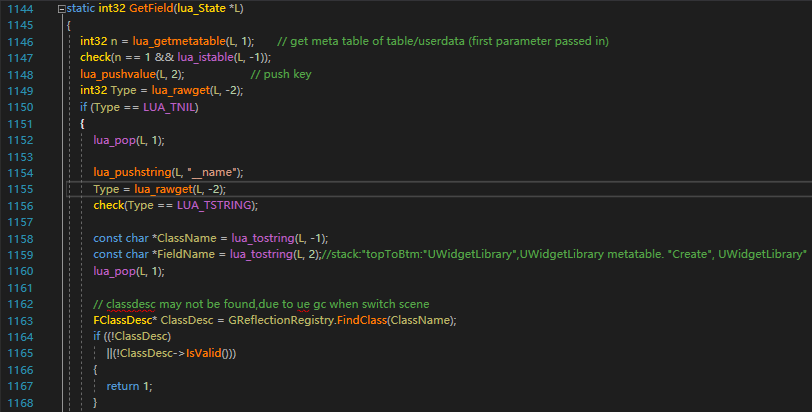 1144 static int32 GetField(lua_State *L)
1145 {
1146 int32 n = lua_getmetatable(L, 1); // get meta table of table/userdata (first parameter passed in)
1147 check(n == 1 && lua_istable(L, -1));
1148 lua_pushvalue(L, 2); // push key
1149 int32 Type = lua_rawget(L, -2);
1150 if (Type == LUA_TNIL)
1151 {
1152 lua_pop(L, 1);
1153
1154 lua_pushstring(L, "__name");
1155 Type = lua_rawget(L, -2);
1156 check(Type == LUA_TSTRING);
1157
1158 const char *ClassName = lua_tostring(L, -1);
1159 const char *FieldName = lua_tostring(L, 2);//stack:"topToBtm:"UWidgetLibrary",UWidgetLibrary metatable. "Create", UWidgetLibrary"
1160 lua_pop(L, 1);
1161
1162 // classdesc may not be found,due to ue gc when switch scene
1163 FClassDesc* ClassDesc = GReflectionRegistry.FindClass(ClassName);
1164 if ((!ClassDesc)
1165 ||(!ClassDesc->IsValid()))
1166 {
1167 return 1;
1168 }